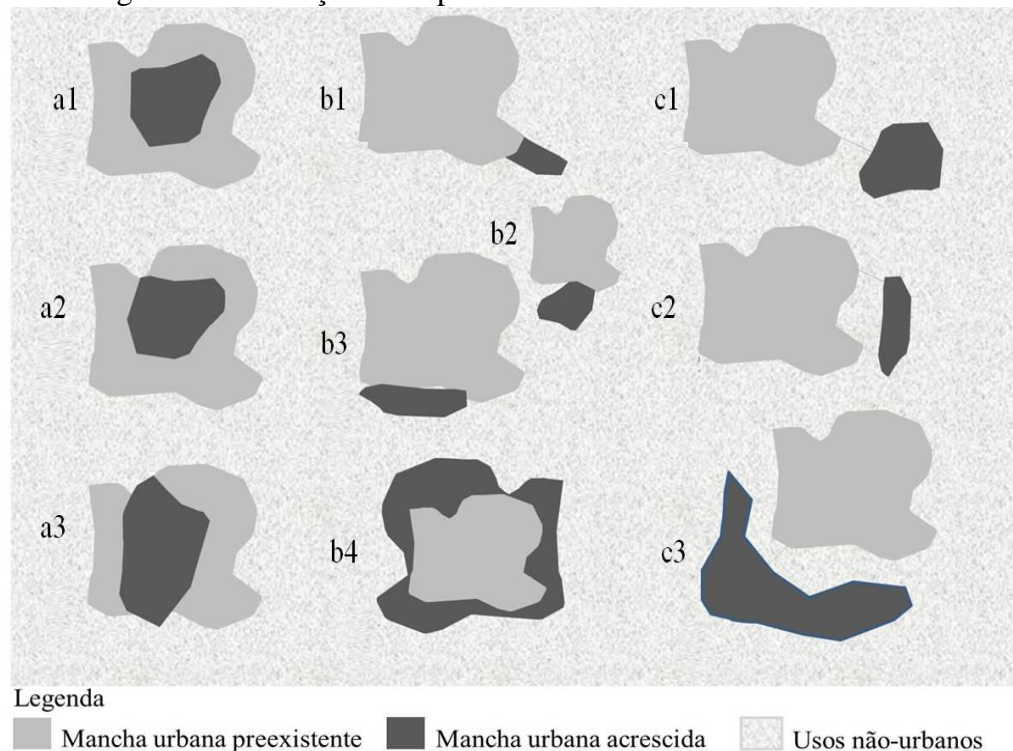 a1
b1
c1
b2
a2
b3
c2
a3
b4
c3
Legenda
Mancha urbana preexistente Mancha urbana acrescida Usos não-urbanos